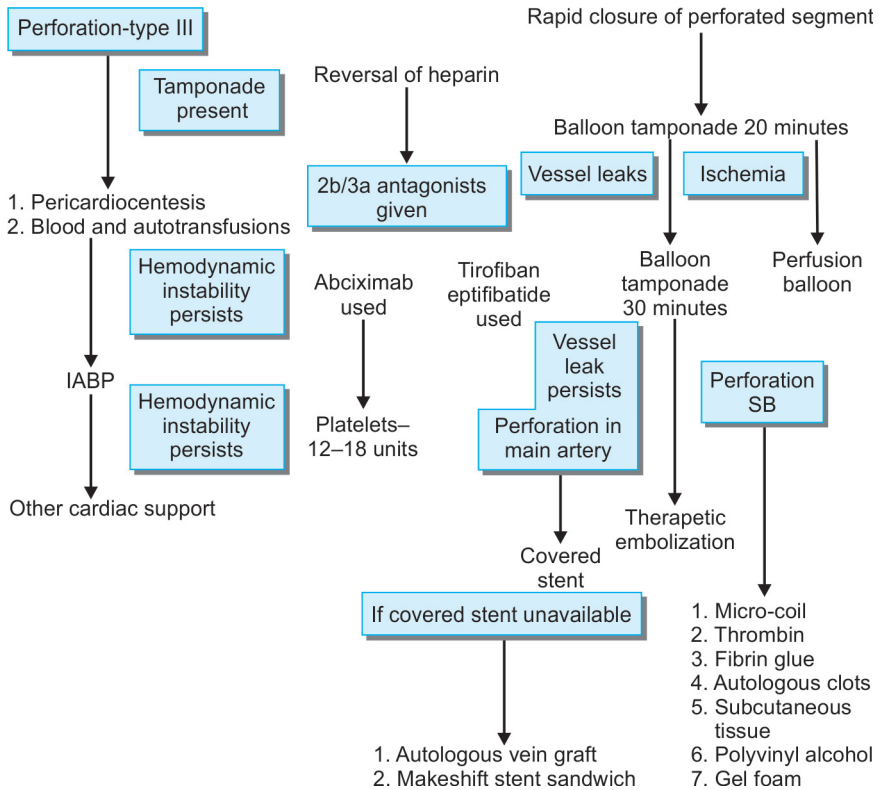 Perforation-type III
Tamponade
present
1. Pericardiocentesis
2. Blood and autotransfusions
Hemodynamic
instability
persists
IABP
Hemodynamic
instability
persists
Other cardiac support
Reversal of heparin
2b/3a antagonists
given
Abciximab
used
Platelets–
12–18 units
Tirofiban
eptifibatide
used
Rapid closure of perforated segment
Balloon tamponade 20 minutes
Vessel leaks
Ischemia
Balloon
tamponade
30 minutes
Perfusion
balloon
Vessel
leak
persists
Perforation in
main artery
Covered
stent
If covered stent unavailable
1. Autologous vein graft
2. Makeshift stent sandwich
Therapetic
embolization
Perforation
SB
1. Micro-coil
2. Thrombin
3. Fibrin glue
4. Autologous clots
5. Subcutaneous
tissue
6. Polyvinyl alcohol
7. Gel foam